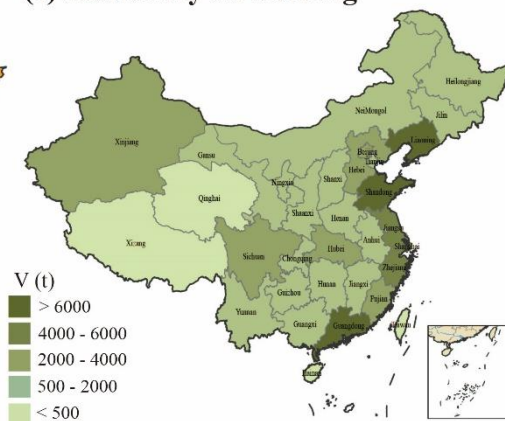 Heilongjiang
NeiMongol
Jilin
Xinjiang
Liaoning
Gansu
Beijing
Tianjin
Hebei
Ningxia
Shanxi
Shandong
Qinghai
Shaanxi
Henan
Jiangsu
Xizang
Anhui
Shanghai
Sichuan
Chongqing
Hubei
Zhejiang
Guizhou
Hunan
Jiangxi
Fujian
Yunnan
Guangxi
Guangdong
Taiwan
Hainan
V (t)
> 6000
4000 - 6000
2000 - 4000
500 - 2000
< 500